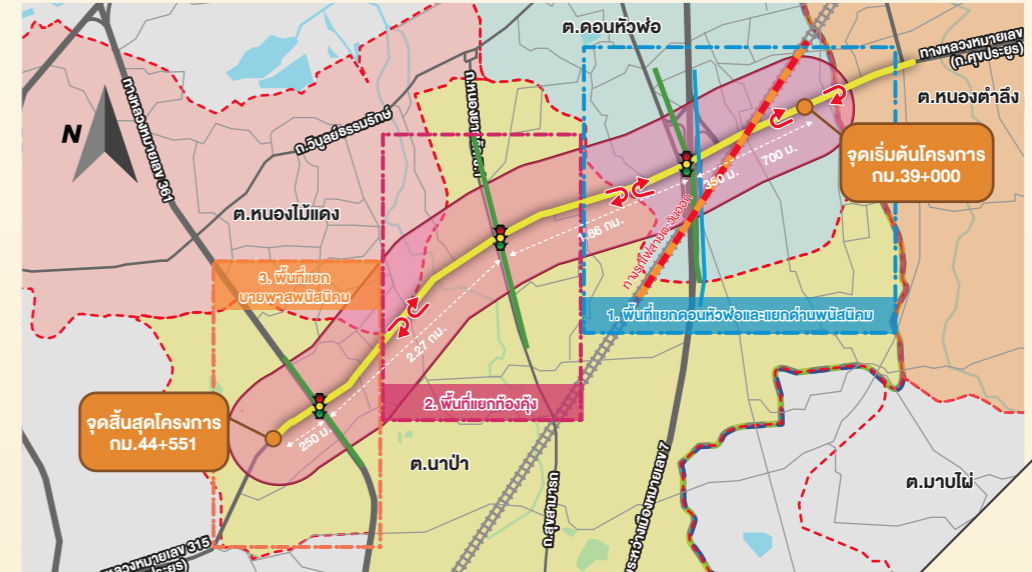 ต.ดอนหัวฬ่อ
ทางหลวงหมายเลข
(ถ.ศุขประยูร)
ต.หนองตำลึง
ทางหลวงหมายเลข 361
N
ถ.วิบูลย์ธรรมรักษ์
จุดเริ่มต้นโครงการ
กม.39+000
700 ม.
350 ม.
1.86 กม.
ทางรถไฟสายตะวันออก
ต.หนองไม้แดง
3. พื้นที่แยก
บายพาสพนัสนิคม
1. พื้นที่แยกดอนหัวฬ่อและแยกด่านพนัสนิคม
2.27 กม.
2. พื้นที่แยกท้องคุ้ง
จุดสิ้นสุดโครงการ
กม.44+551
250 ม.
ต.นาป่า
ต.มาบไผ่
ถ.สุขสามารถ
ระหว่างเมืองหมายเลข 7
หลวงหมายเลข 315